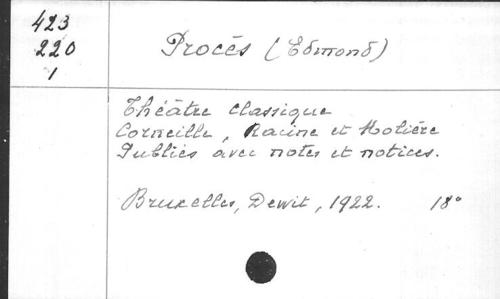 423
220
1
Procès (Edmond)
Théâtre classique
Corneille, Racine et Molière
Publiés avec notes et notices.
Bruxelles, Dewit, 1922. 18°